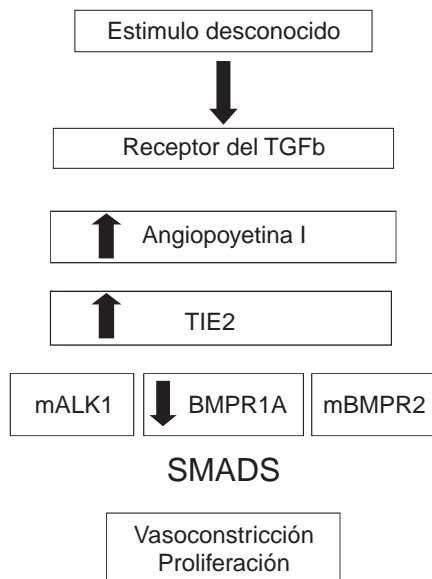 Estimulo desconocido
Receptor del TGFb
Angiopoyetina I
TIE2
mALK1 BMPR1A mBMPR2
SMADS
Vasoconstricción
Proliferación